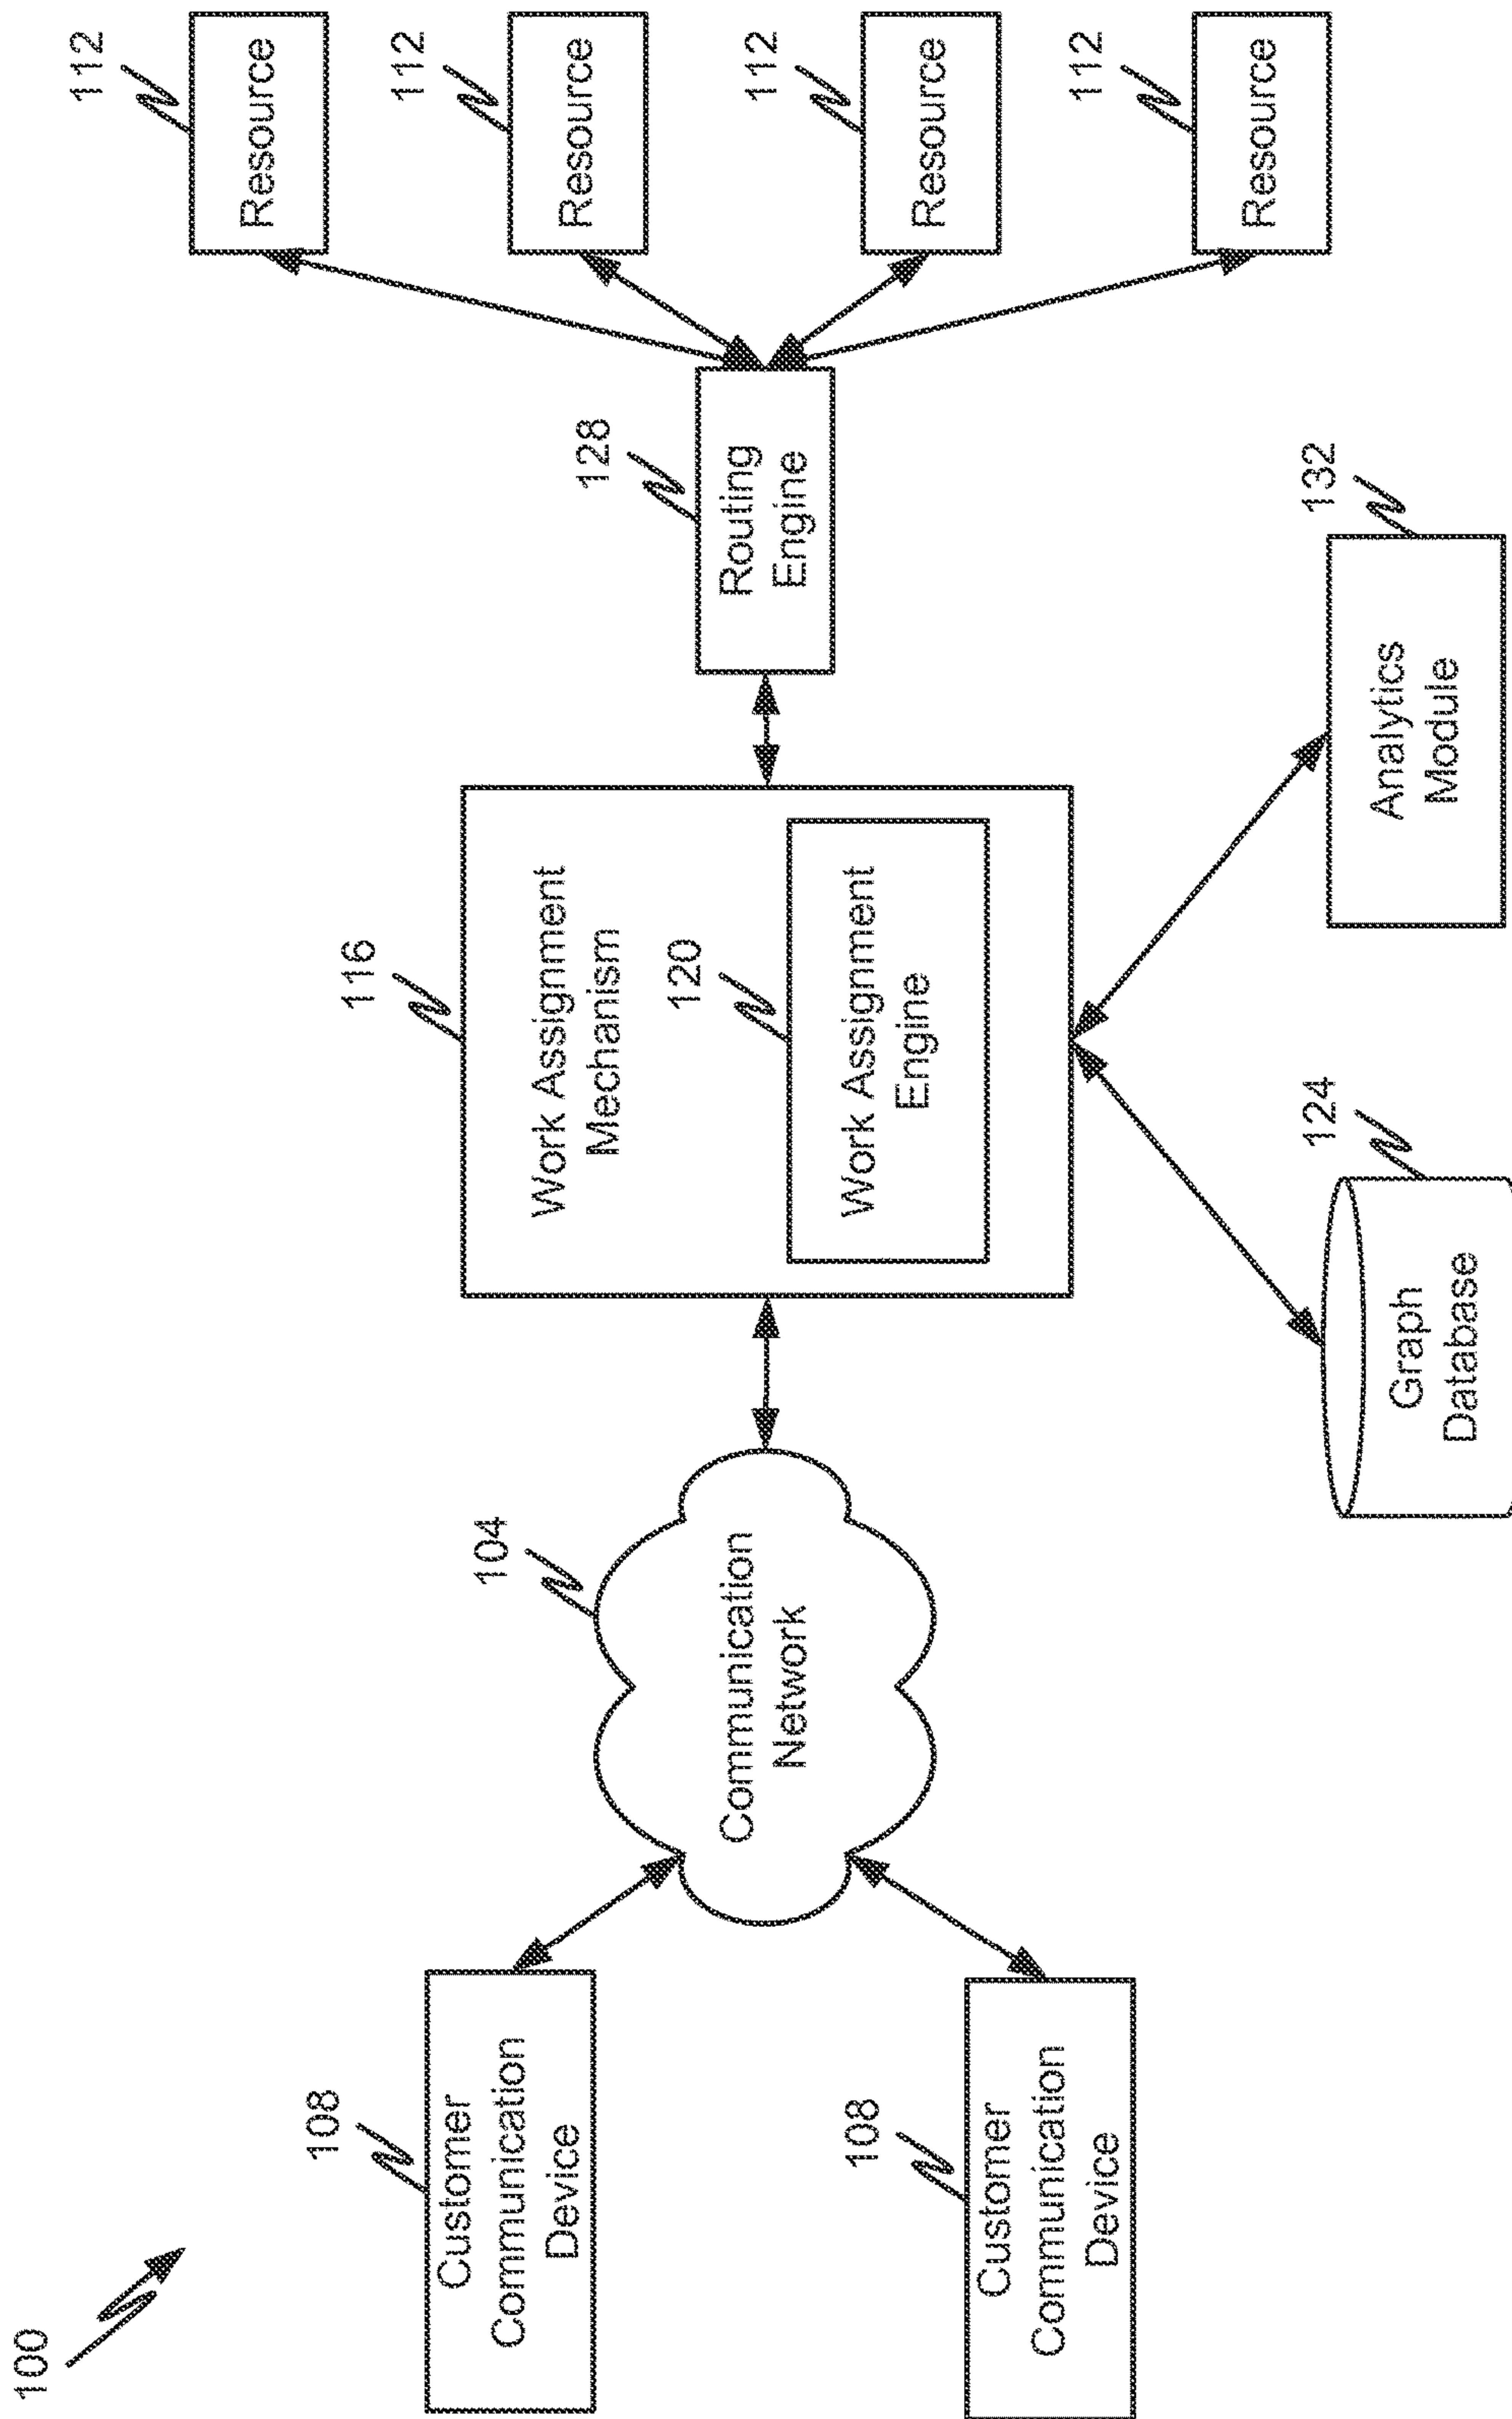 100
108
Customer
Communication
Device
108
Customer
Communication
Device
104
Communication
Network
116
Work Assignment
Mechanism
120
Work Assignment
Engine
124
Graph
Database
132
Analytics
Module
128
Routing
Engine
112
Resource
112
Resource
112
Resource
112
Resource